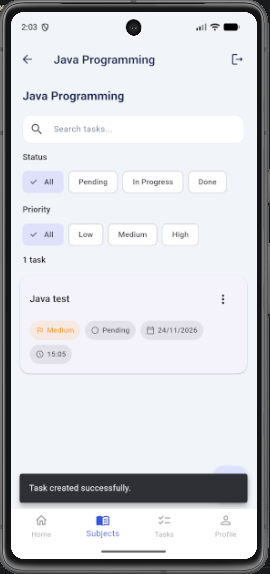 2:03
Java Programming
Java Programming
Search tasks...
Status
All Pending In Progress Done
Priority
All Low Medium High
1 task
Java test
Medium Pending 24/11/2026
15:05
Task created successfully.
Home Subjects Tasks Profile